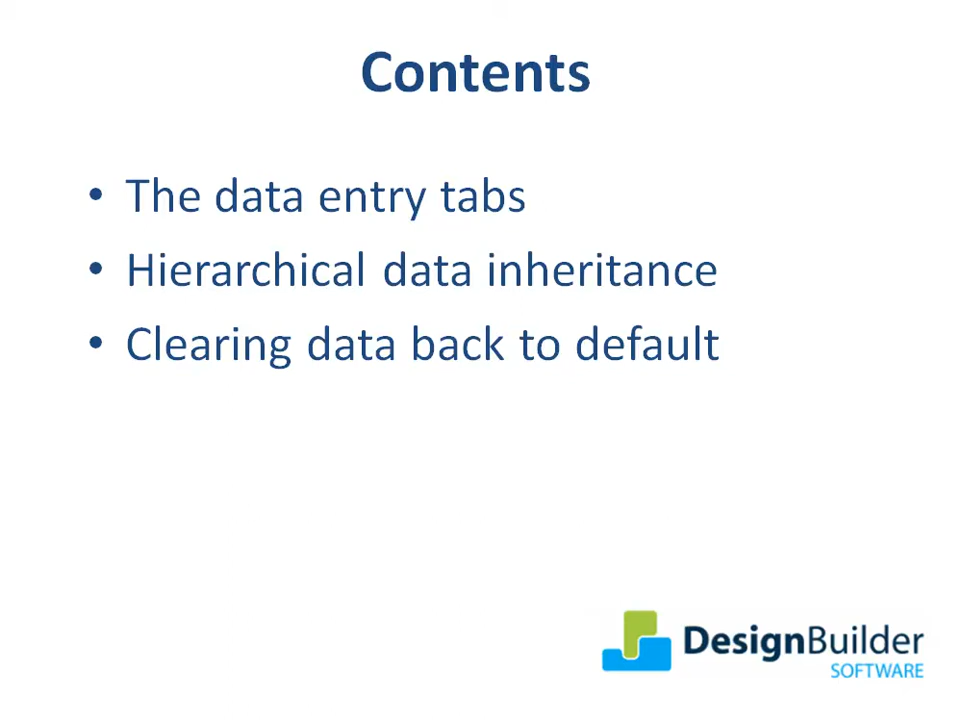 Contents
• The data entry tabs
• Hierarchical data inheritance
• Clearing data back to default
DesignBuilder
SOFTWARE